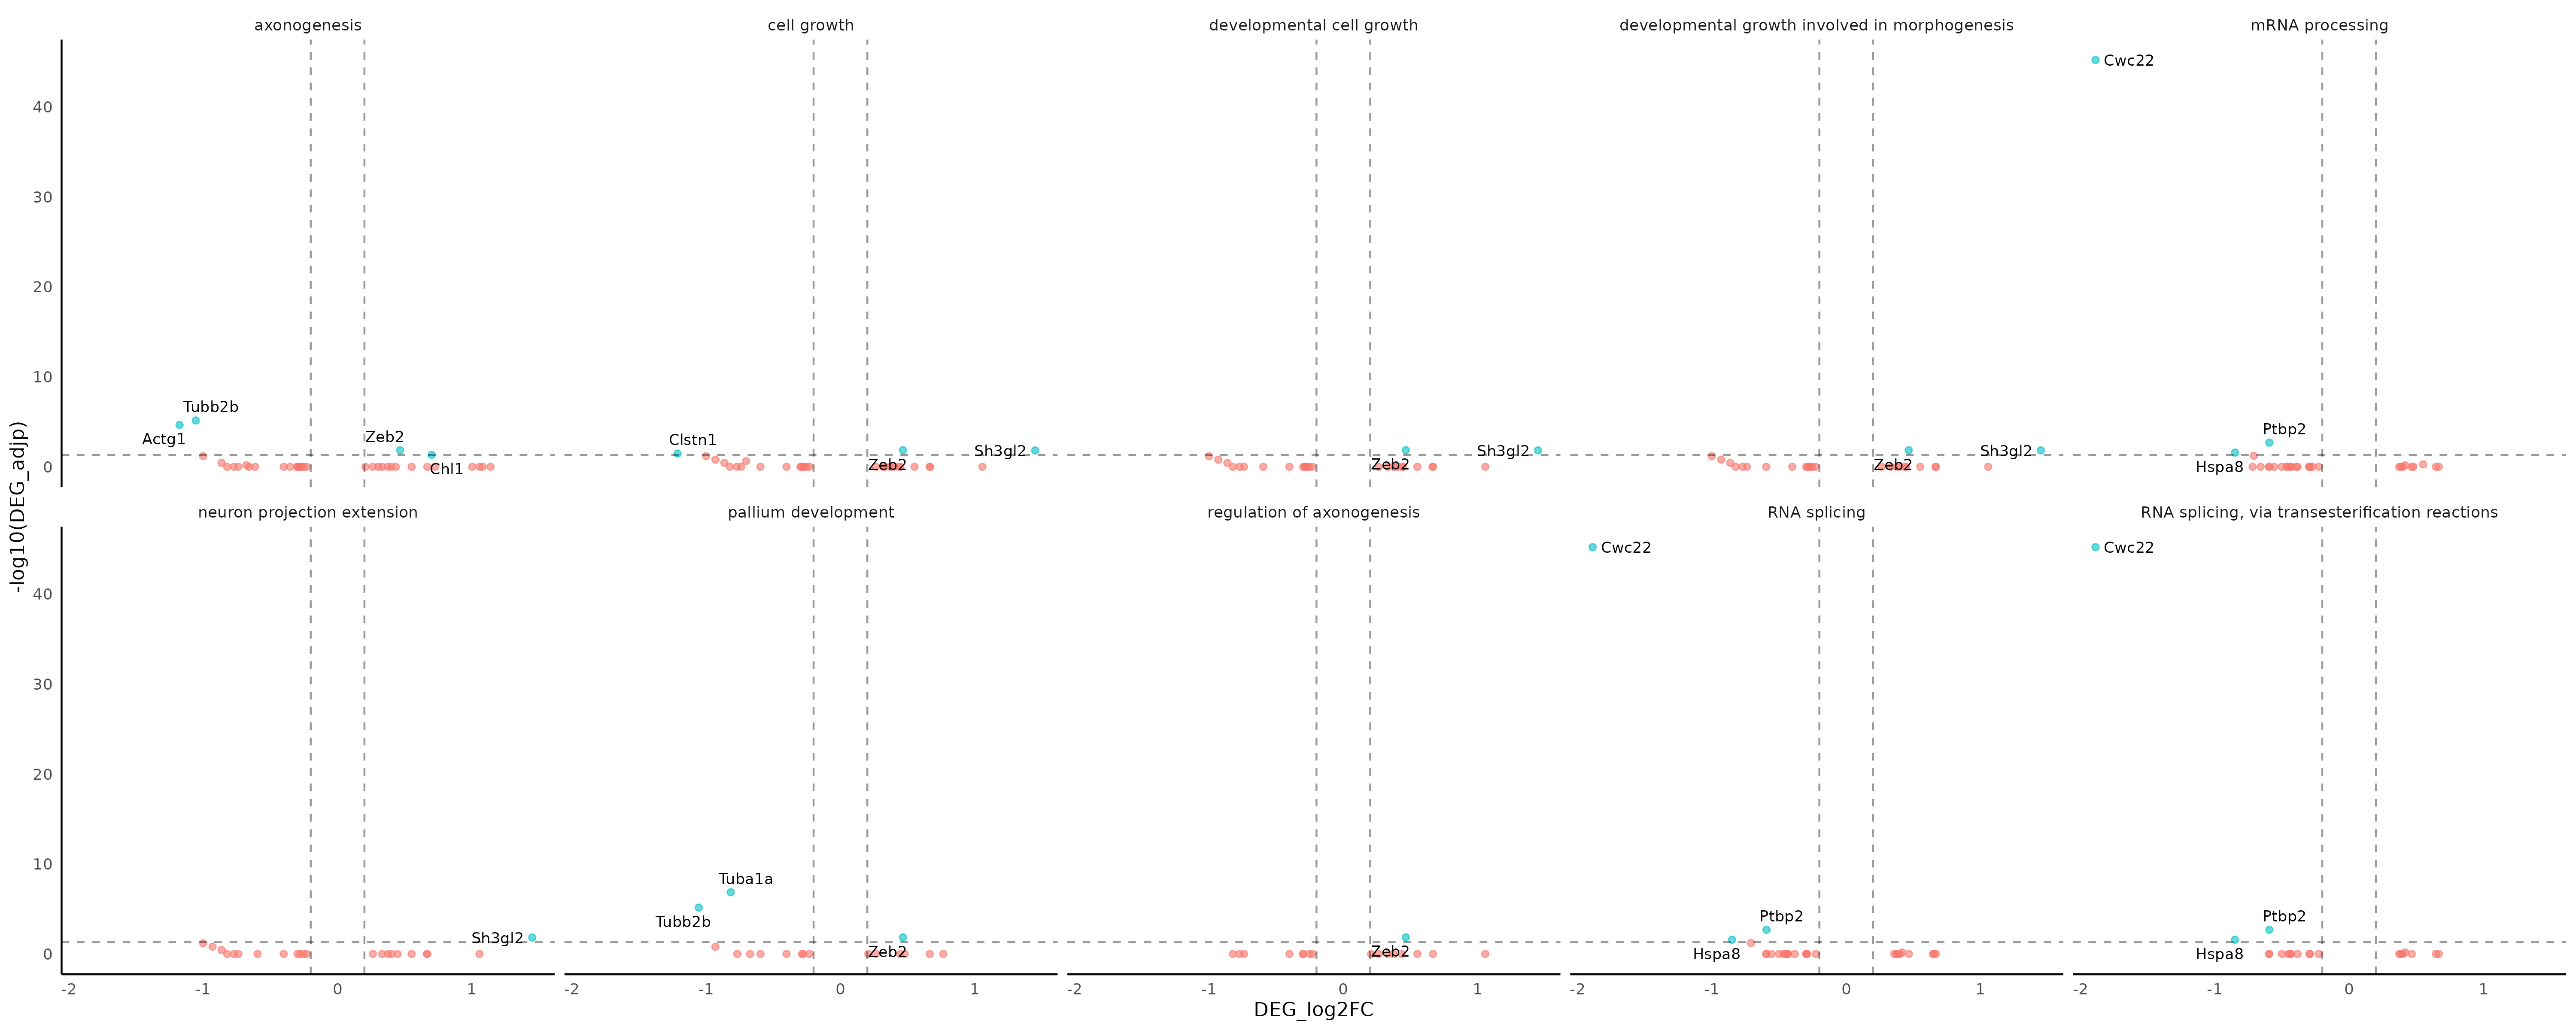 axonogenesis
cell growth
developmental cell growth
developmental growth involved in morphogenesis
mRNA processing
Cwc22
40
30
20
10
0
Tubb2b
Actg1
Zeb2
Chl1
Clstn1
Zeb2
Sh3gl2
Zeb2
Sh3gl2
Zeb2
Sh3gl2
Ptbp2
Hspa8
-log10(DEG_adjp)
neuron projection extension
pallium development
regulation of axonogenesis
RNA splicing
RNA splicing, via transesterification reactions
Cwc22
Cwc22
40
30
20
10
0
Sh3gl2
Tuba1a
Tubb2b
Zeb2
Zeb2
Ptbp2
Hspa8
Ptbp2
Hspa8
-2 -1 0 1
-2 -1 0 1
-2 -1 0 1
-2 -1 0 1
-2 -1 0 1
DEG_log2FC